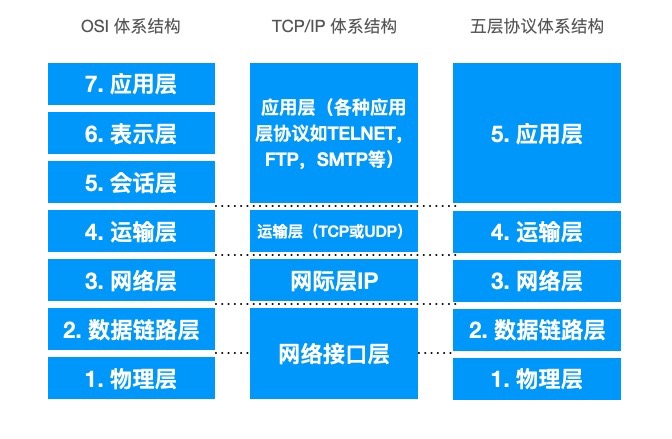 OSI 体系结构
TCP/IP 体系结构
五层协议体系结构
7. 应用层
6. 表示层
5. 会话层
4. 运输层
3. 网络层
2. 数据链路层
1. 物理层
应用层（各种应用
层协议如TELNET，
FTP，SMTP等）
运输层（TCP或UDP）
网际层IP
网络接口层
5. 应用层
4. 运输层
3. 网络层
2. 数据链路层
1. 物理层